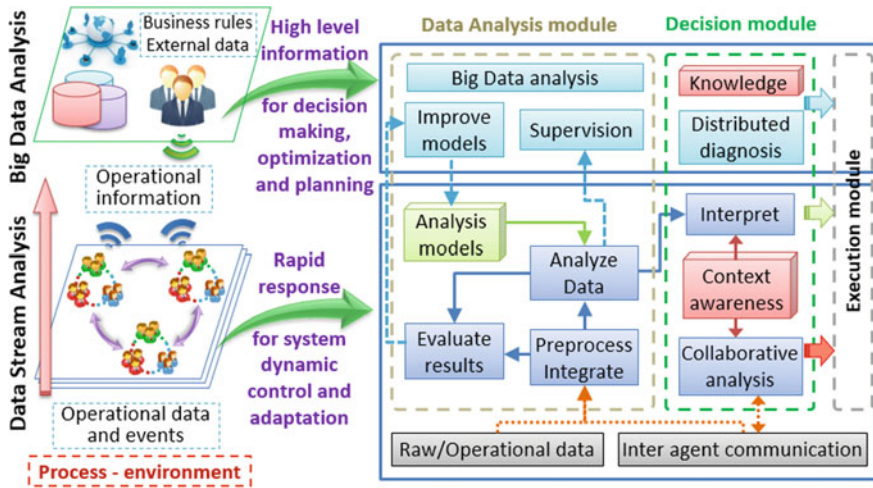 Big Data Analysis
Business rules
External data
Operational
information
Data Stream Analysis
Operational data
and events
Process - environment
High level
information
for decision
making,
optimization
and planning
Rapid
response
for system
dynamic
control and
adaptation
Data Analysis module
Big Data analysis
Improve
models
Supervision
Analysis
models
Analyze
Data
Evaluate
results
Preprocess
Integrate
Raw/Operational data
Decision module
Knowledge
Distributed
diagnosis
Interpret
Context
awareness
Collaborative
analysis
Inter agent communication
Execution module